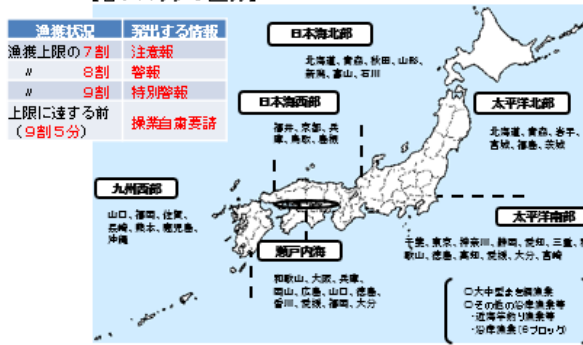 漁獲状況 発出する情報
漁獲上限の7割 注意報
〃 8割 警報
〃 9割 特別警報
上限に達する前
（9割5分） 操業自粛要請
日本海北部
北海道、青森、秋田、山形、
新潟、富山、石川
日本海西部
福井、京都、兵
庫、鳥取、島根
太平洋北部
北海道、青森、岩手、
宮城、福島、茨城
九州西部
山口、福岡、佐賀、
長崎、熊本、鹿児島、
沖縄
太平洋南部
千葉、東京、神奈川、静岡、愛知、三重、
歌山、徳島、高知、愛媛、大分、宮崎
瀬戸内海
和歌山、大阪、兵庫、
岡山、広島、山口、徳島、
香川、愛媛、福岡、大分
○大中型まき網漁業
○その他の沿岸漁業等
・近海竿釣り漁業等
・沿岸漁業（6ブロック）